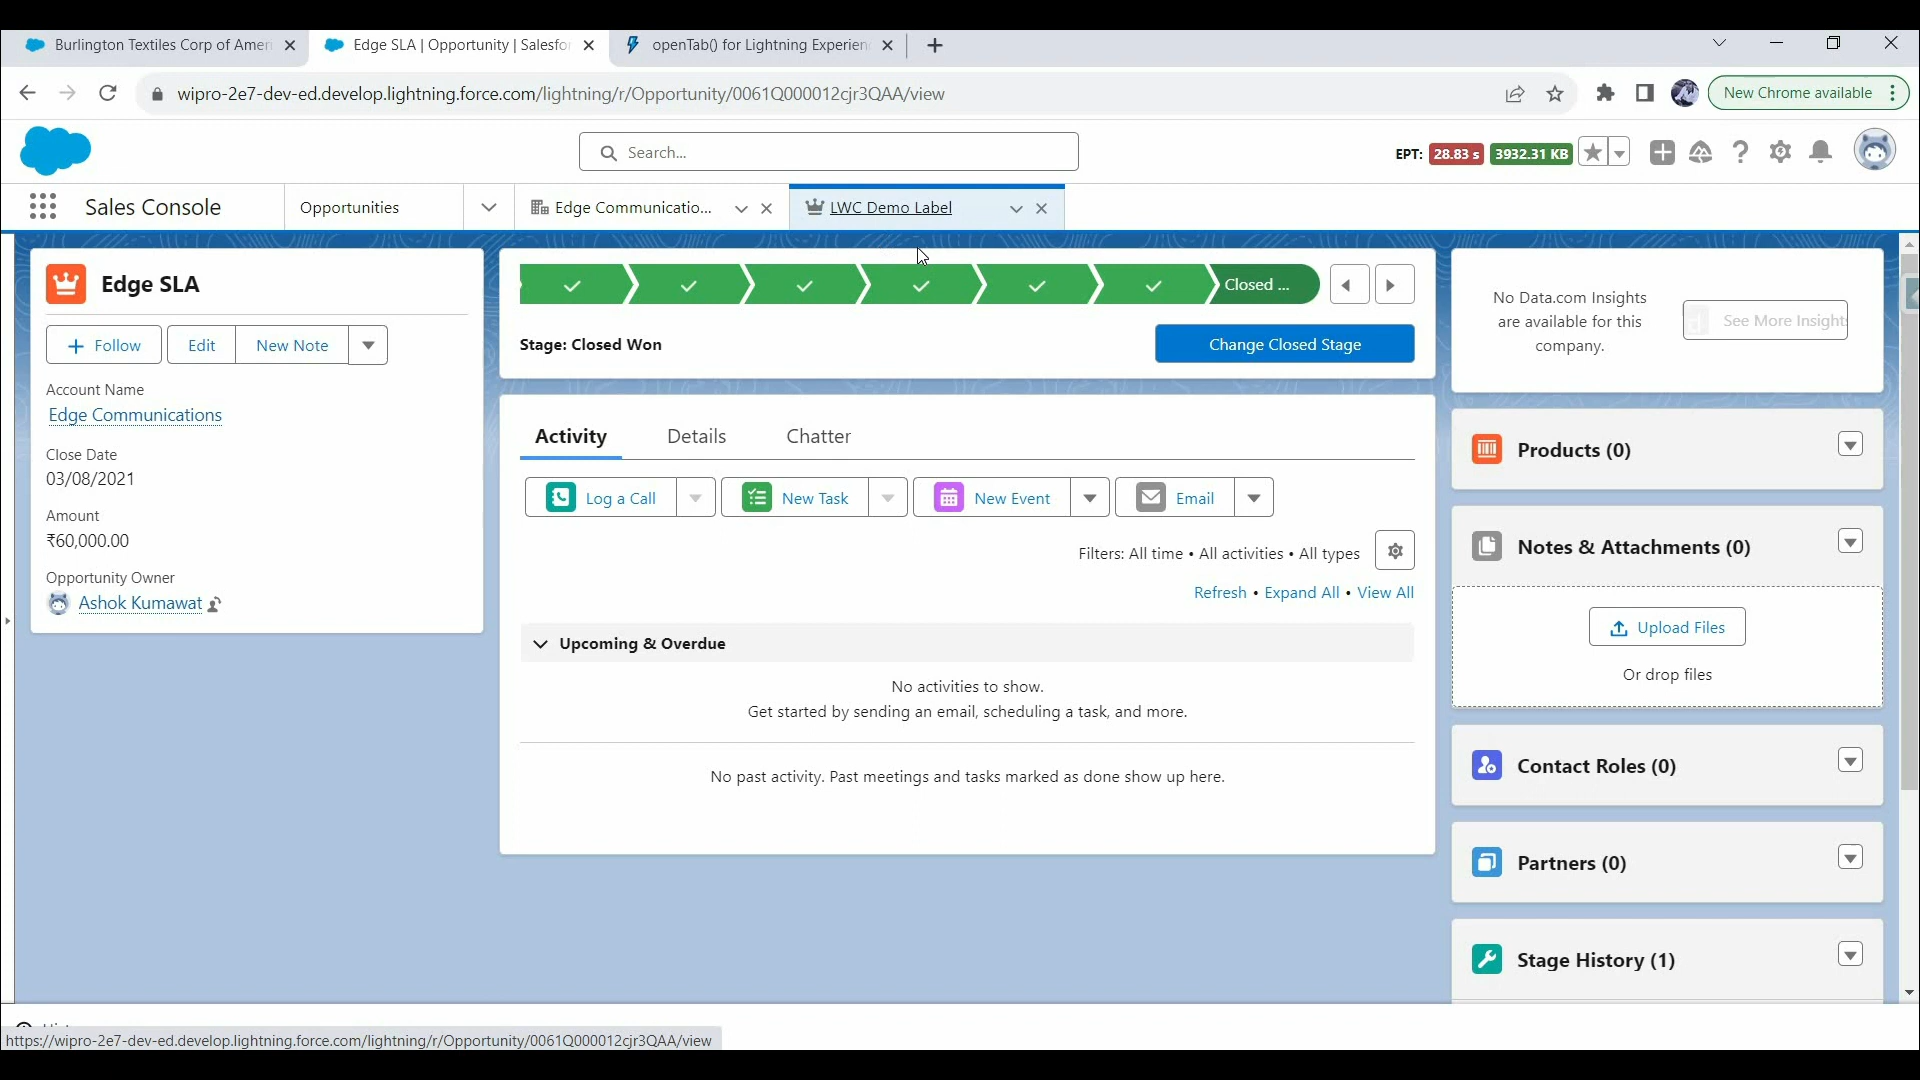 Burlington Textiles Corp of Amer
Edge SLA | Opportunity | Salesfo
openTab() for Lightning Experien
wipro-2e7-dev-ed.develop.lightning.force.com/lightning/r/Opportunity/0061Q000012cjr3QAA/view
New Chrome available
Search...
EPT: 28.83 s 3932.31 KB
Sales Console
Opportunities
Edge Communicatio...
LWC Demo Label
Edge SLA
Follow
Edit
New Note
Account Name
Edge Communications
Close Date
03/08/2021
Amount
₹60,000.00
Opportunity Owner
Ashok Kumawat
Closed ...
Stage: Closed Won
Change Closed Stage
Activity
Details
Chatter
Log a Call
New Task
New Event
Email
Filters: All time • All activities • All types
Refresh • Expand All • View All
Upcoming & Overdue
No activities to show.
Get started by sending an email, scheduling a task, and more.
No past activity. Past meetings and tasks marked as done show up here.
No Data.com Insights
are available for this
company.
See More Insight
Products (0)
Notes & Attachments (0)
Upload Files
Or drop files
Contact Roles (0)
Partners (0)
Stage History (1)
https://wipro-2e7-dev-ed.develop.lightning.force.com/lightning/r/Opportunity/0061Q000012cjr3QAA/view